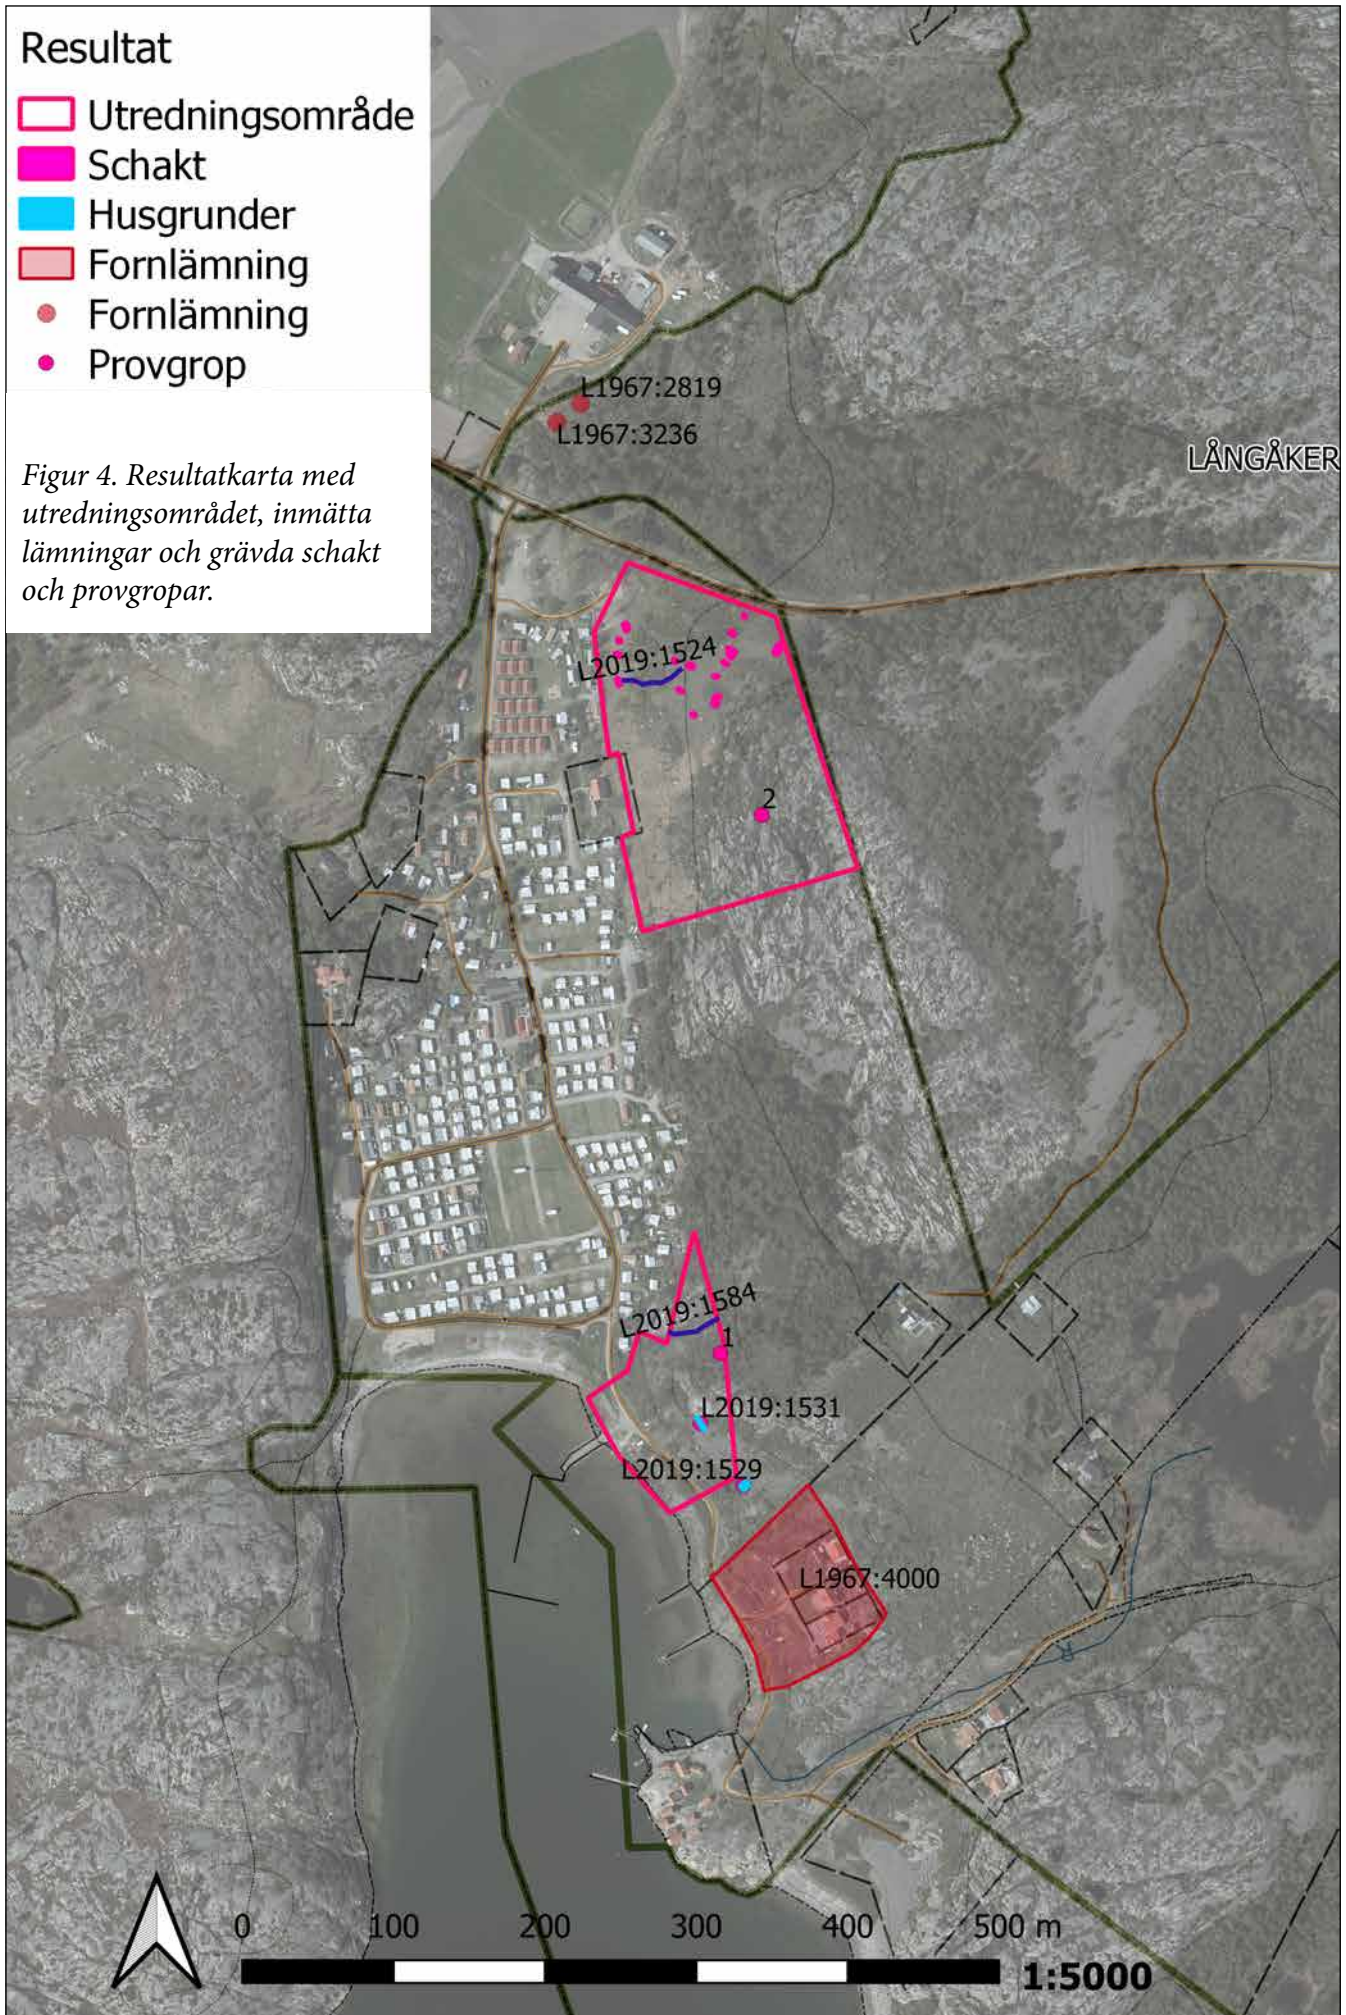 Resultat
Utredningsområde
Schakt
Husgrunder
Fornlämning
Fornlämning
Provgrop
Figur 4. Resultatkarta med
utredningsområdet, inmätta
lämningar och grävda schakt
och provgropar.
L1967:2819
L1967:3236
LÅNGÅKER
L2019:1524
2
L2019:1584
1
L2019:1531
L2019:1529
L1967:4000
R
0 100 200 300 400 500 m
1:5000